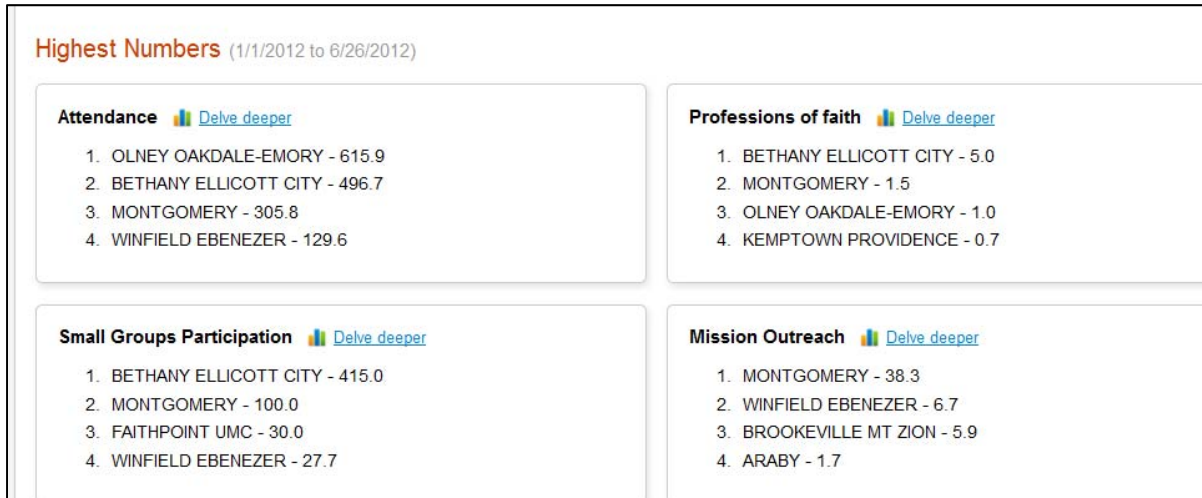 Highest Numbers (1/1/2012 to 6/26/2012)
Attendance Delve deeper
1. OLNEY OAKDALE-EMORY - 615.9
2. BETHANY ELLICOTT CITY - 496.7
3. MONTGOMERY - 305.8
4. WINFIELD EBENEZER - 129.6
Professions of faith Delve deeper
1. BETHANY ELLICOTT CITY - 5.0
2. MONTGOMERY - 1.5
3. OLNEY OAKDALE-EMORY - 1.0
4. KEMPTOWN PROVIDENCE - 0.7
Small Groups Participation Delve deeper
1. BETHANY ELLICOTT CITY - 415.0
2. MONTGOMERY - 100.0
3. FAITHPOINT UMC - 30.0
4. WINFIELD EBENEZER - 27.7
Mission Outreach Delve deeper
1. MONTGOMERY - 38.3
2. WINFIELD EBENEZER - 6.7
3. BROOKEVILLE MT ZION - 5.9
4. ARABY - 1.7